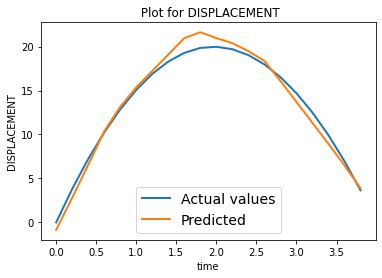 Plot for DISPLACEMENT
DISPLACEMENT
20
15
10
5
0
Actual values
Predicted
0.0 0.5 1.0 1.5 2.0 2.5 3.0 3.5
time